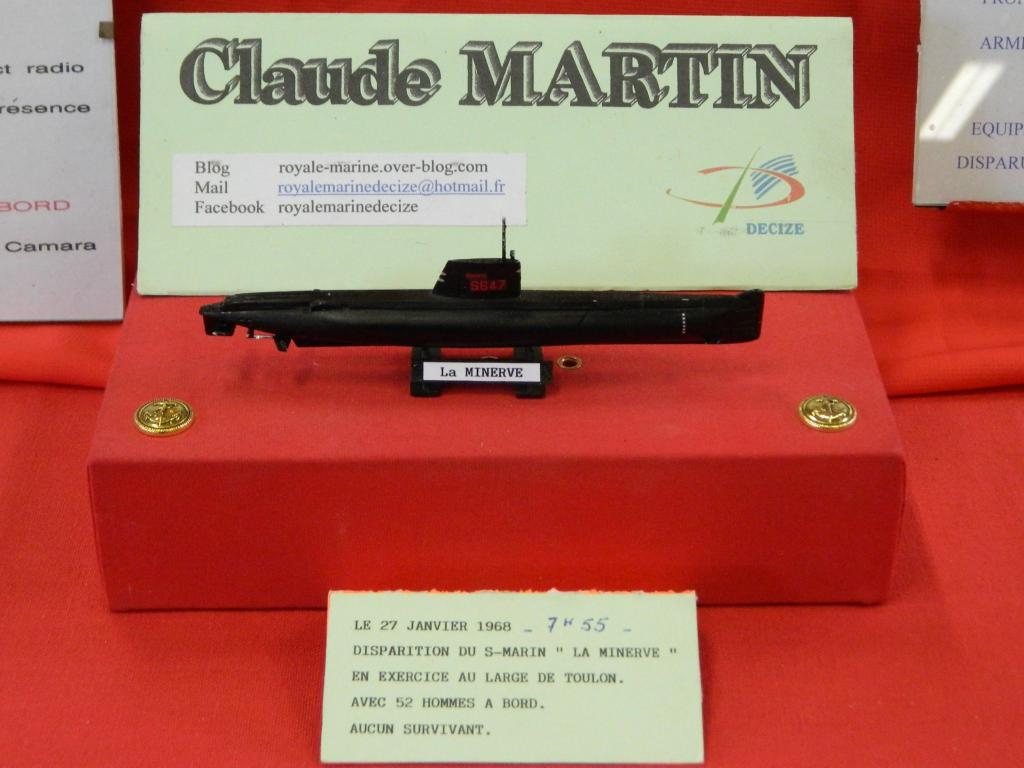 ct radio
résence
BORD
Camara
Claude MARTIN
Blog royale-marine.over-blog.com
Mail royalemarinedecize@hotmail.fr
Facebook royalemarinedecize
DECIZE
ARME
EQUIP
DISPARU
S647
La MINERVE
LE 27 JANVIER 1968 - 7H55 -
DISPARITION DU S-MARIN " LA MINERVE "
EN EXERCICE AU LARGE DE TOULON.
AVEC 52 HOMMES A BORD.
AUCUN SURVIVANT.